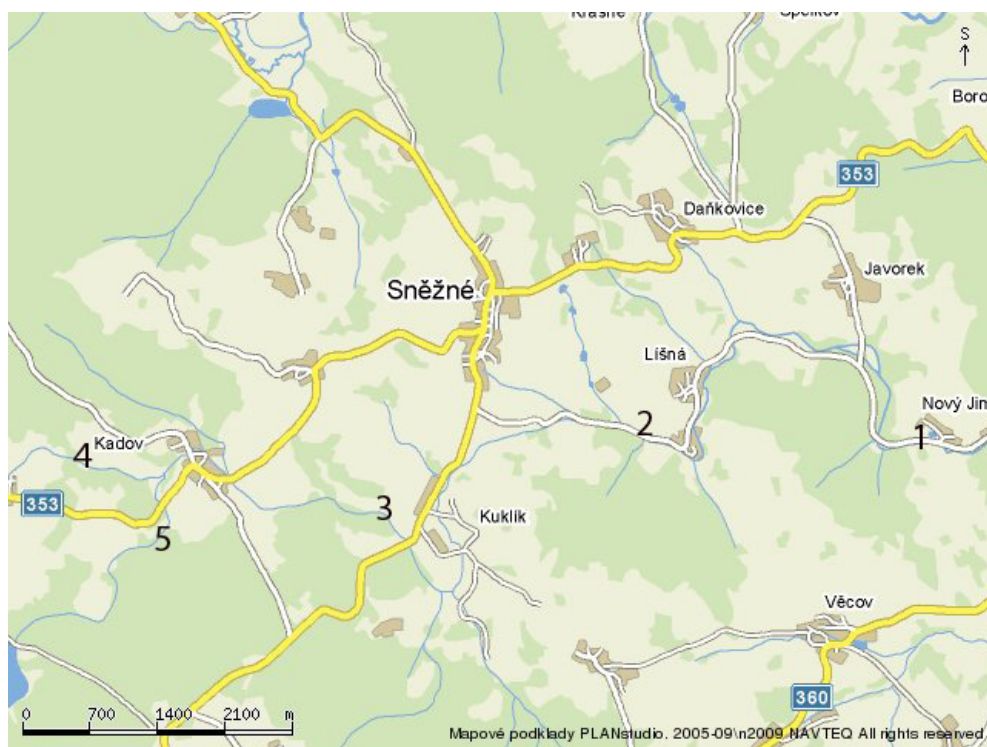 Krásné
Spělkov
S
Boro
353
Daňkovice
Javorek
Sněžné
Líšná
Nový Jim
1
2
Kadov
4
353
3
Kuklík
5
Věcov
360
0 700 1400 2100 m
Mapové podklady PLANstudio. 2005-09\n2009 NAVTEQ All rights reserved